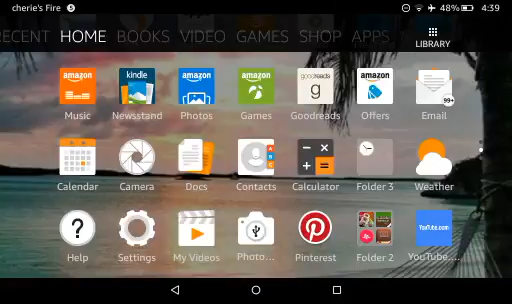 cherie's Fire 5 48% 4:39
RECENT HOME BOOKS VIDEO GAMES SHOP APPS LIBRARY
amazon kindle amazon amazon goodreads amazon
g 99+
Music Newsstand Photos Games Goodreads Offers Email
Calendar Camera Docs Contacts Calculator Folder 3 Weather
? YouTube.com
Help Settings My Videos Photo... Pinterest Folder 2 YouTube....